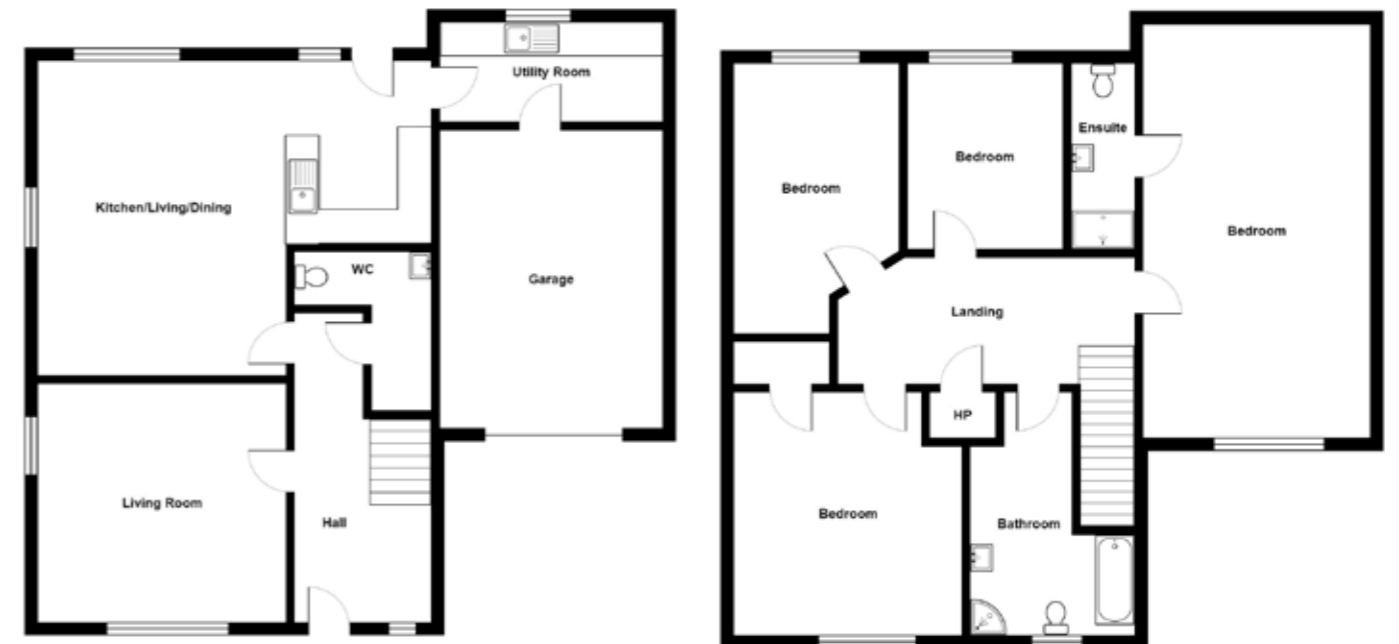 Utility Room
Kitchen/Living/Dining
WC
Garage
Living Room
Hall
Ensuite
Bedroom
Bedroom
Bedroom
Landing
HP
Bedroom
Bathroom